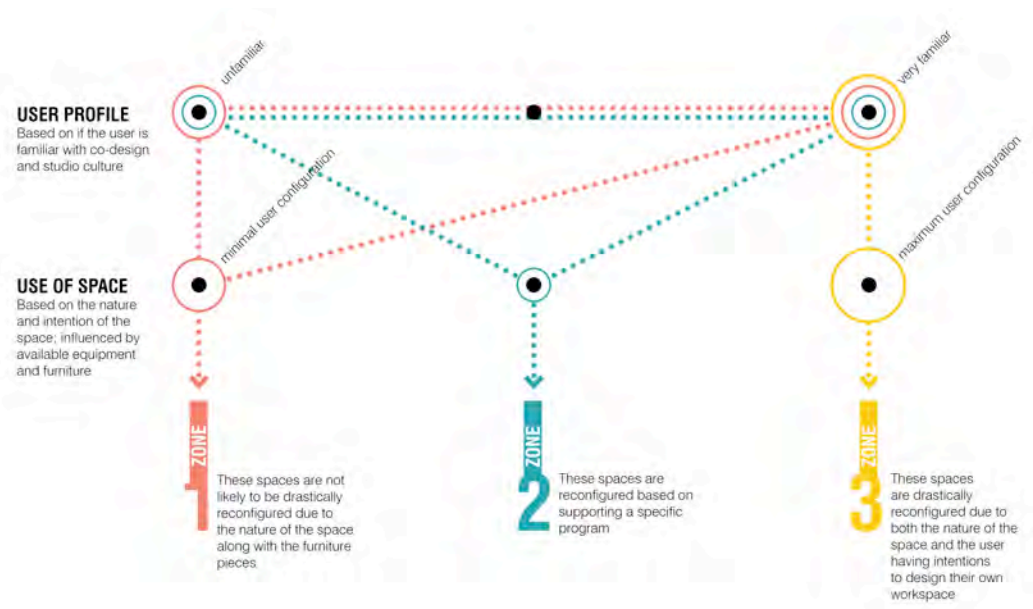 unfamiliar
very familiar
USER PROFILE
Based on if the user is
familiar with co-design
and studio culture
minimal user configuration
maximum user configuration
USE OF SPACE
Based on the nature
and intention of the
space; influenced by
available equipment
and furniture
ZONE
1
These spaces are not
likely to be drastically
reconfigured due to
the nature of the space
along with the furniture
pieces
ZONE
2
These spaces are
reconfigured based on
supporting a specific
program
ZONE
3
These spaces
are drastically
reconfigured due to
both the nature of the
space and the user
having intentions
to design their own
workspace